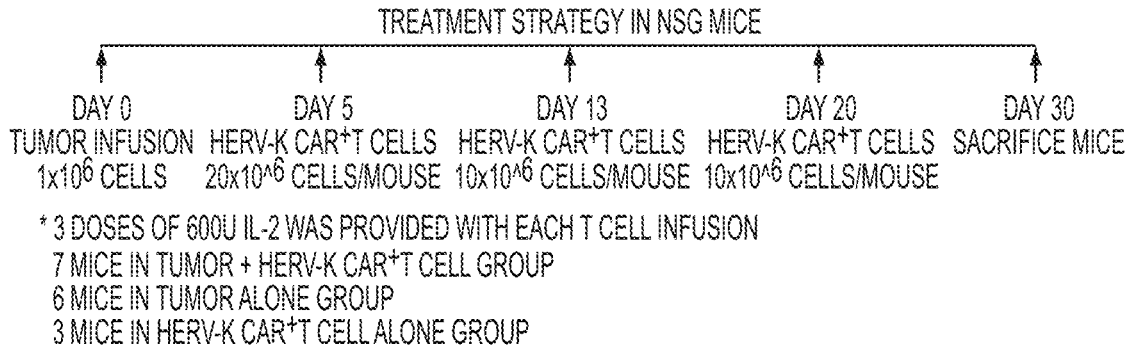 TREATMENT STRATEGY IN NSG MICE
DAY 0 DAY 5 DAY 13 DAY 20 DAY 30
TUMOR INFUSION HERV-K CAR⁺T CELLS HERV-K CAR⁺T CELLS HERV-K CAR⁺T CELLS SACRIFICE MICE
1x10⁶ CELLS 20x10^⁶ CELLS/MOUSE 10x10^⁶ CELLS/MOUSE 10x10^⁶ CELLS/MOUSE
* 3 DOSES OF 600U IL-2 WAS PROVIDED WITH EACH T CELL INFUSION
7 MICE IN TUMOR + HERV-K CAR⁺T CELL GROUP
6 MICE IN TUMOR ALONE GROUP
3 MICE IN HERV-K CAR⁺T CELL ALONE GROUP